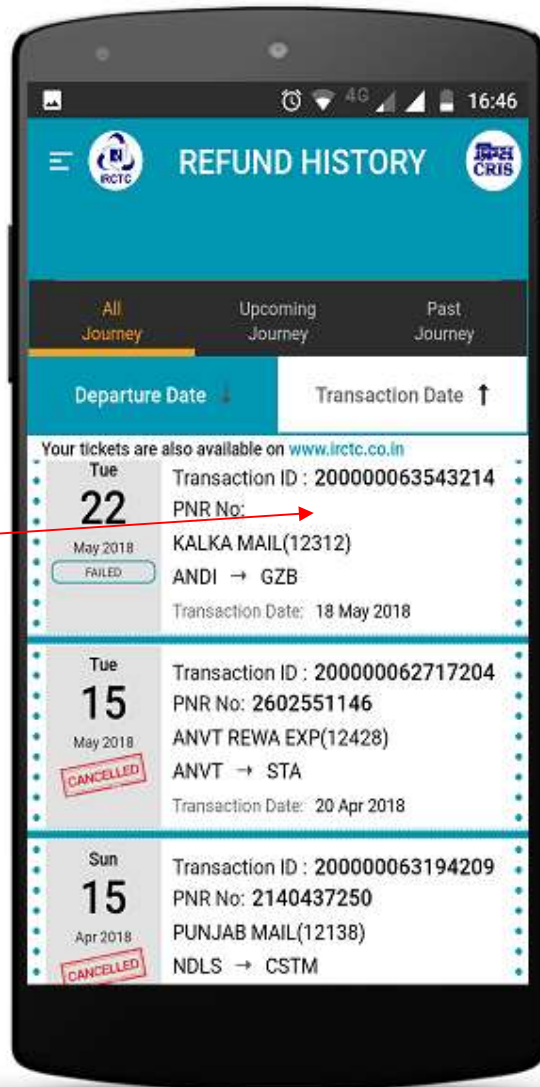 4G 16:46
IRCTC
REFUND HISTORY
क्रिस
CRIS
All
Journey
Upcoming
Journey
Past
Journey
Departure Date ↓
Transaction Date ↑
Your tickets are also available on www.irctc.co.in
Tue
22
May 2018
FAILED
Transaction ID : 200000063543214
PNR No:
KALKA MAIL(12312)
ANDI → GZB
Transaction Date: 18 May 2018
Tue
15
May 2018
CANCELLED
Transaction ID : 200000062717204
PNR No: 2602551146
ANVT REWA EXP(12428)
ANVT → STA
Transaction Date: 20 Apr 2018
Sun
15
Apr 2018
CANCELLED
Transaction ID : 200000063194209
PNR No: 2140437250
PUNJAB MAIL(12138)
NDLS → CSTM